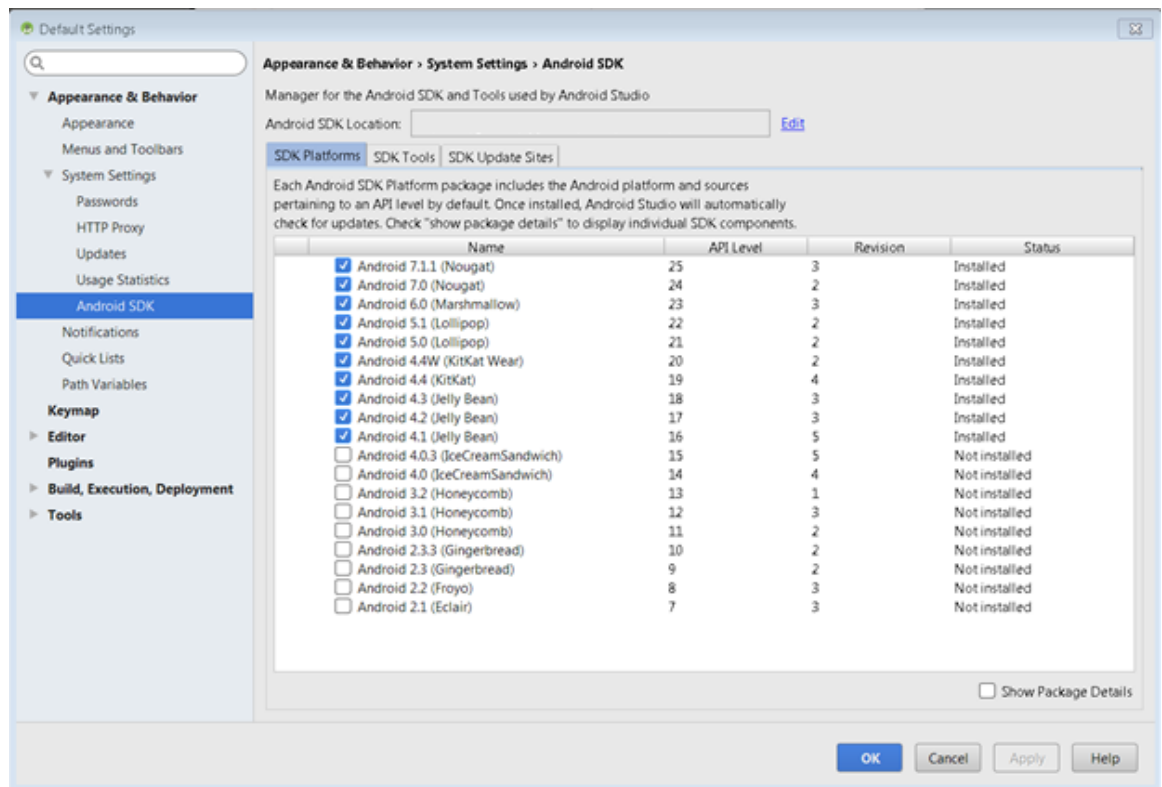 Default Settings
Appearance & Behavior › System Settings › Android SDK
Appearance & Behavior
Appearance
Menus and Toolbars
System Settings
Passwords
HTTP Proxy
Updates
Usage Statistics
Android SDK
Notifications
Quick Lists
Path Variables
Keymap
Editor
Plugins
Build, Execution, Deployment
Tools
Manager for the Android SDK and Tools used by Android Studio
Android SDK Location: Edit
SDK Platforms SDK Tools SDK Update Sites
Each Android SDK Platform package includes the Android platform and sources
pertaining to an API level by default. Once installed, Android Studio will automatically
check for updates. Check "show package details" to display individual SDK components.
Name API Level Revision Status
Android 7.1.1 (Nougat) 25 3 Installed
Android 7.0 (Nougat) 24 2 Installed
Android 6.0 (Marshmallow) 23 3 Installed
Android 5.1 (Lollipop) 22 2 Installed
Android 5.0 (Lollipop) 21 2 Installed
Android 4.4W (KitKat Wear) 20 2 Installed
Android 4.4 (KitKat) 19 4 Installed
Android 4.3 (Jelly Bean) 18 3 Installed
Android 4.2 (Jelly Bean) 17 3 Installed
Android 4.1 (Jelly Bean) 16 5 Installed
Android 4.0.3 (IceCreamSandwich) 15 5 Not installed
Android 4.0 (IceCreamSandwich) 14 4 Not installed
Android 3.2 (Honeycomb) 13 1 Not installed
Android 3.1 (Honeycomb) 12 3 Not installed
Android 3.0 (Honeycomb) 11 2 Not installed
Android 2.3.3 (Gingerbread) 10 2 Not installed
Android 2.3 (Gingerbread) 9 2 Not installed
Android 2.2 (Froyo) 8 3 Not installed
Android 2.1 (Eclair) 7 3 Not installed
Show Package Details
OK Cancel Apply Help